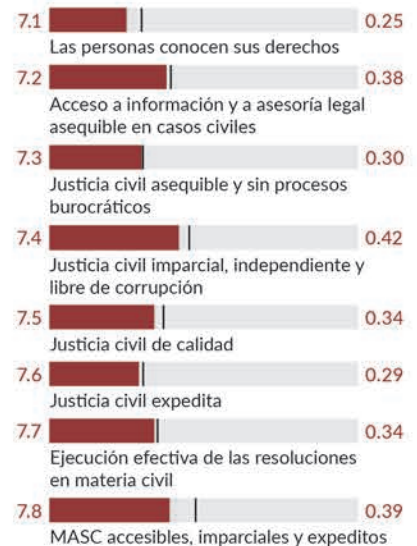 7.1 0.25
Las personas conocen sus derechos
7.2 0.38
Acceso a información y a asesoría legal
asequible en casos civiles
7.3 0.30
Justicia civil asequible y sin procesos
burocráticos
7.4 0.42
Justicia civil imparcial, independiente y
libre de corrupción
7.5 0.34
Justicia civil de calidad
7.6 0.29
Justicia civil expedita
7.7 0.34
Ejecución efectiva de las resoluciones
en materia civil
7.8 0.39
MASC accesibles, imparciales y expeditos